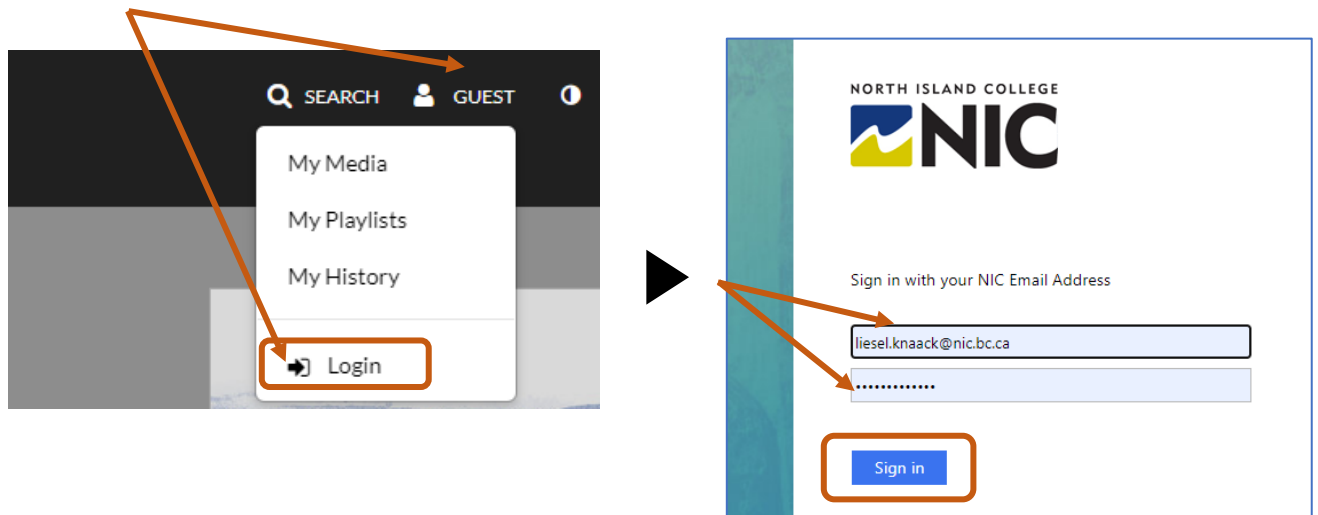 SEARCH GUEST
My Media
My Playlists
My History
Login
NORTH ISLAND COLLEGE
NIC
Sign in with your NIC Email Address
liesel.knaack@nic.bc.ca
•••••••••••••
Sign in